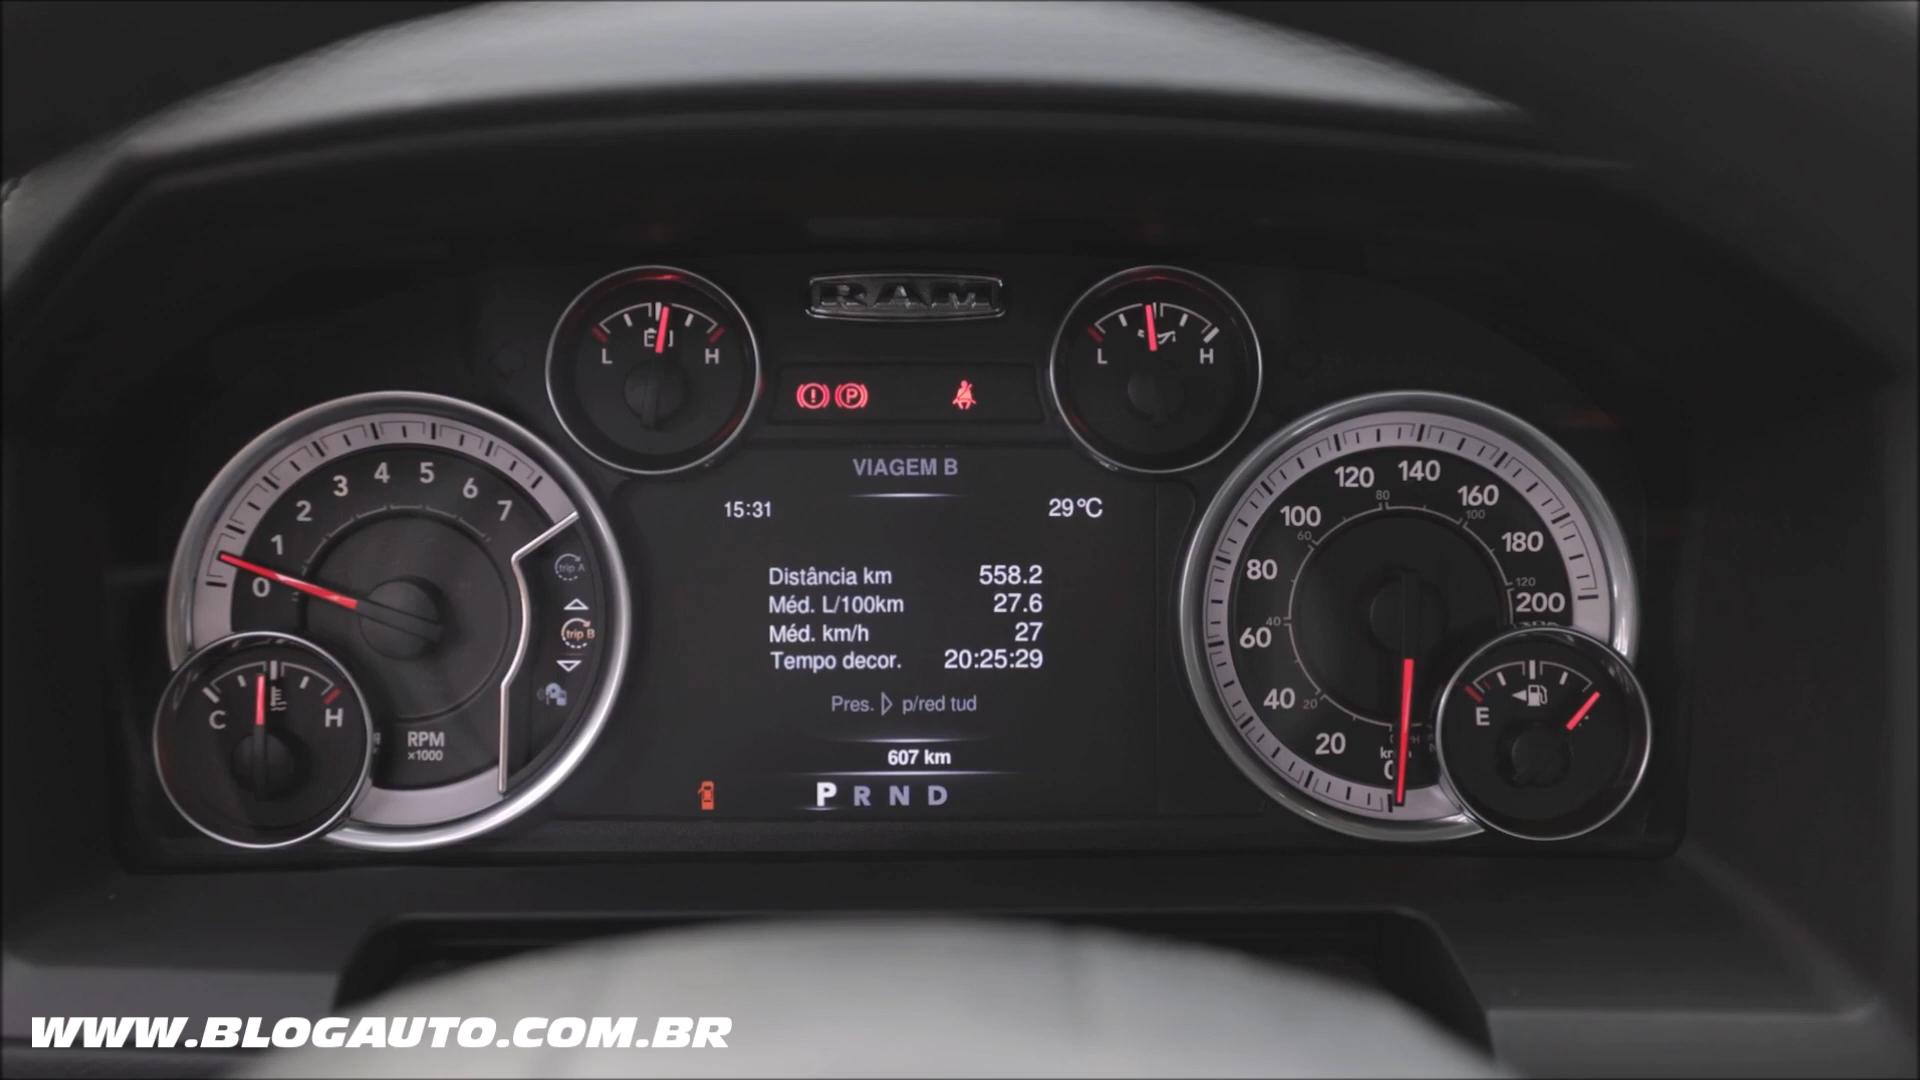 RAM
L H
L H
VIAGEM B
15:31 29°C
Distância km 558.2
Méd. L/100km 27.6
Méd. km/h 27
Tempo decor. 20:25:29
Pres. ▷ p/red tud
607 km
P R N D
0 1 2 3 4 5 6 7
RPM
x1000
trip A
trip B
C H
0 20 40 60 80 100 120 140 160 180 200
20 40 60 80 100 120
E
WWW.BLOGAUTO.COM.BR